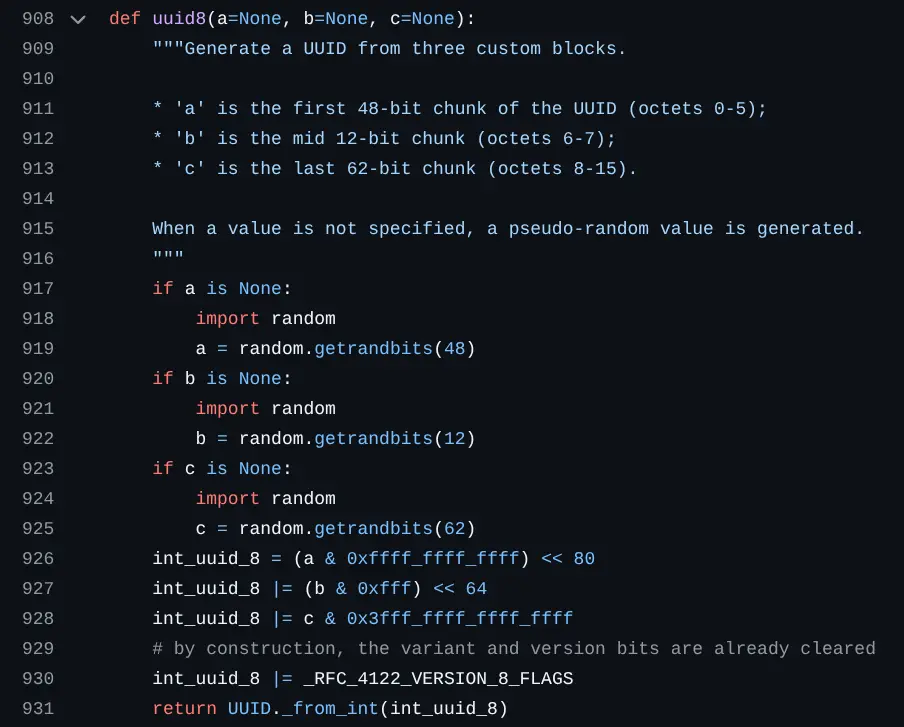 908 def uuid8(a=None, b=None, c=None):
909 """Generate a UUID from three custom blocks.
910
911 * 'a' is the first 48-bit chunk of the UUID (octets 0-5);
912 * 'b' is the mid 12-bit chunk (octets 6-7);
913 * 'c' is the last 62-bit chunk (octets 8-15).
914
915 When a value is not specified, a pseudo-random value is generated.
916 """
917 if a is None:
918 import random
919 a = random.getrandbits(48)
920 if b is None:
921 import random
922 b = random.getrandbits(12)
923 if c is None:
924 import random
925 c = random.getrandbits(62)
926 int_uuid_8 = (a & 0xffff_ffff_ffff) << 80
927 int_uuid_8 |= (b & 0xfff) << 64
928 int_uuid_8 |= c & 0x3fff_ffff_ffff_ffff
929 # by construction, the variant and version bits are already cleared
930 int_uuid_8 |= _RFC_4122_VERSION_8_FLAGS
931 return UUID._from_int(int_uuid_8)